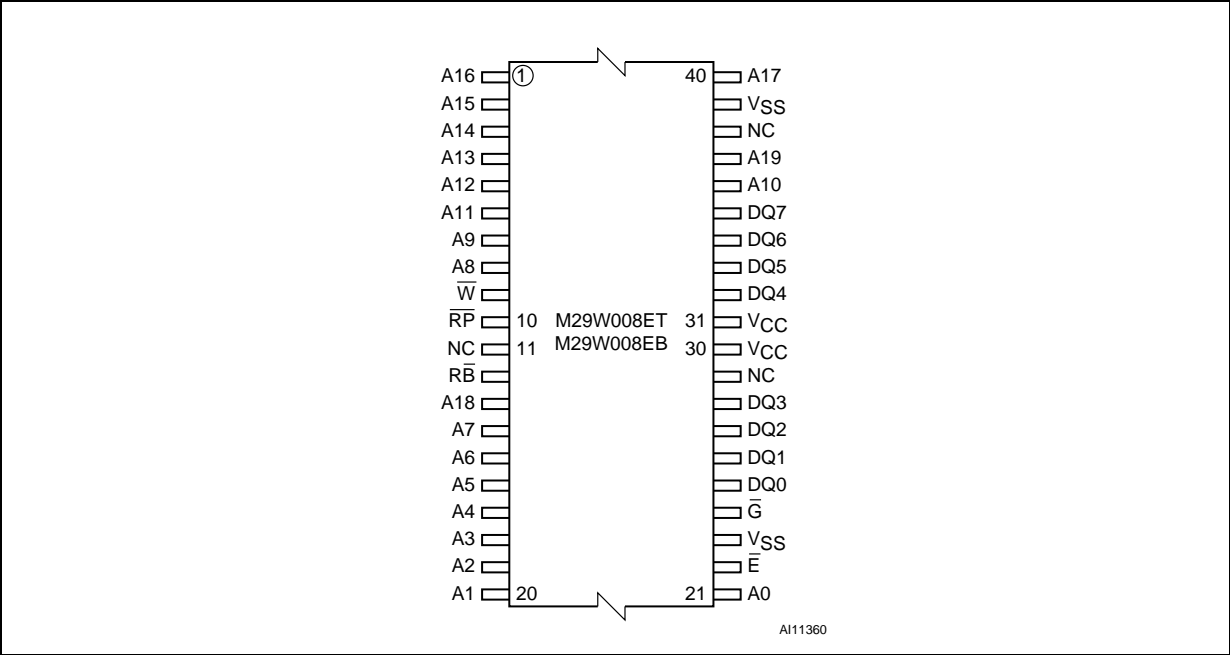 A16 1 40 A17
A15 VSS
A14 NC
A13 A19
A12 A10
A11 DQ7
A9 DQ6
A8 DQ5
W̅ DQ4
R̅P̅ 10 M29W008ET 31 VCC
NC 11 M29W008EB 30 VCC
RB̅ NC
A18 DQ3
A7 DQ2
A6 DQ1
A5 DQ0
A4 G̅
A3 VSS
A2 E̅
A1 20 21 A0
AI11360